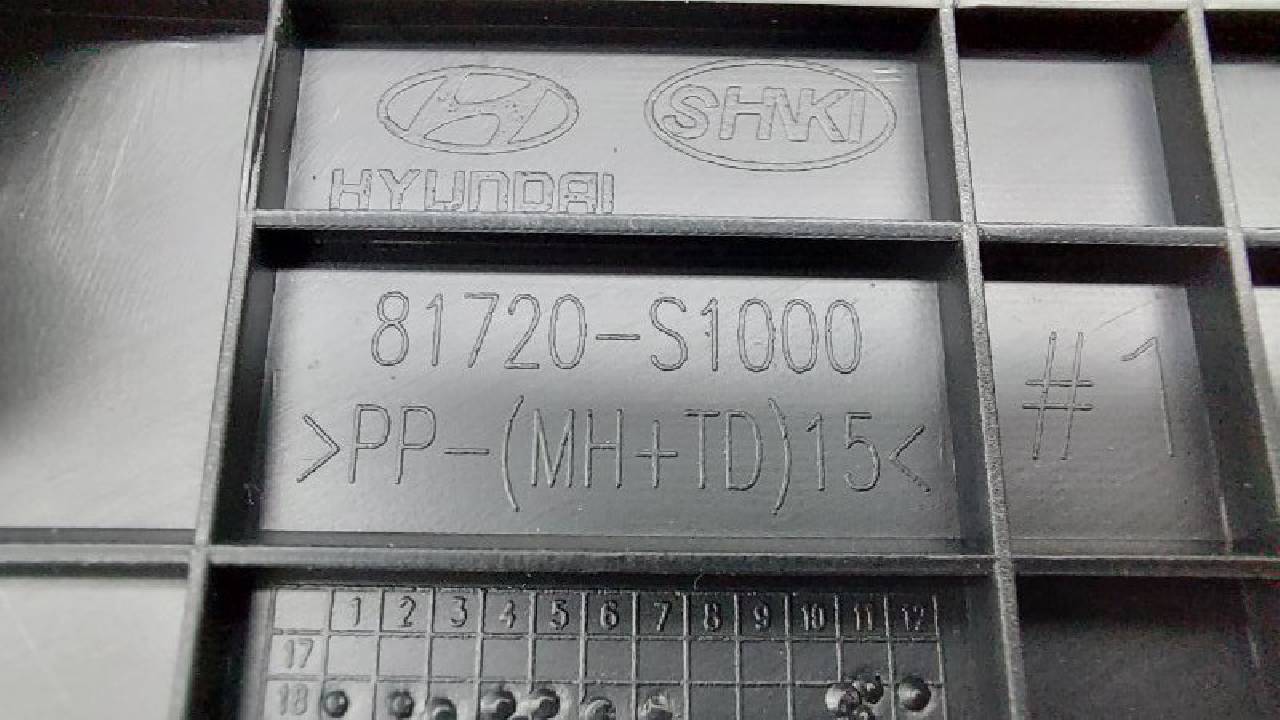 HYUNDAI
SHNKI
81720-S1000
>PP-(MH+TD)15<
#1
1 2 3 4 5 6 7 8 9 10 11 12
17
18